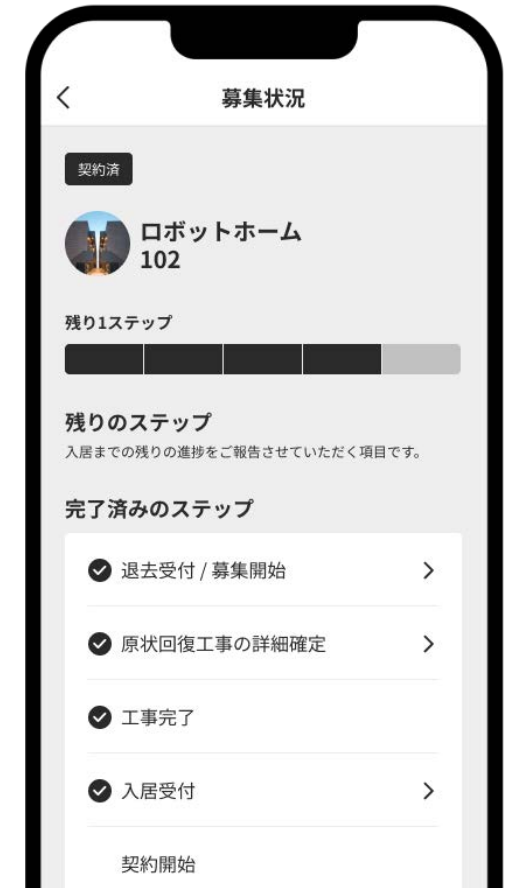 募集状況
契約済
ロボットホーム
102
残り1ステップ
残りのステップ
入居までの残りの進捗をご報告させていただく項目です。
完了済みのステップ
退去受付 / 募集開始
原状回復工事の詳細確定
工事完了
入居受付
契約開始